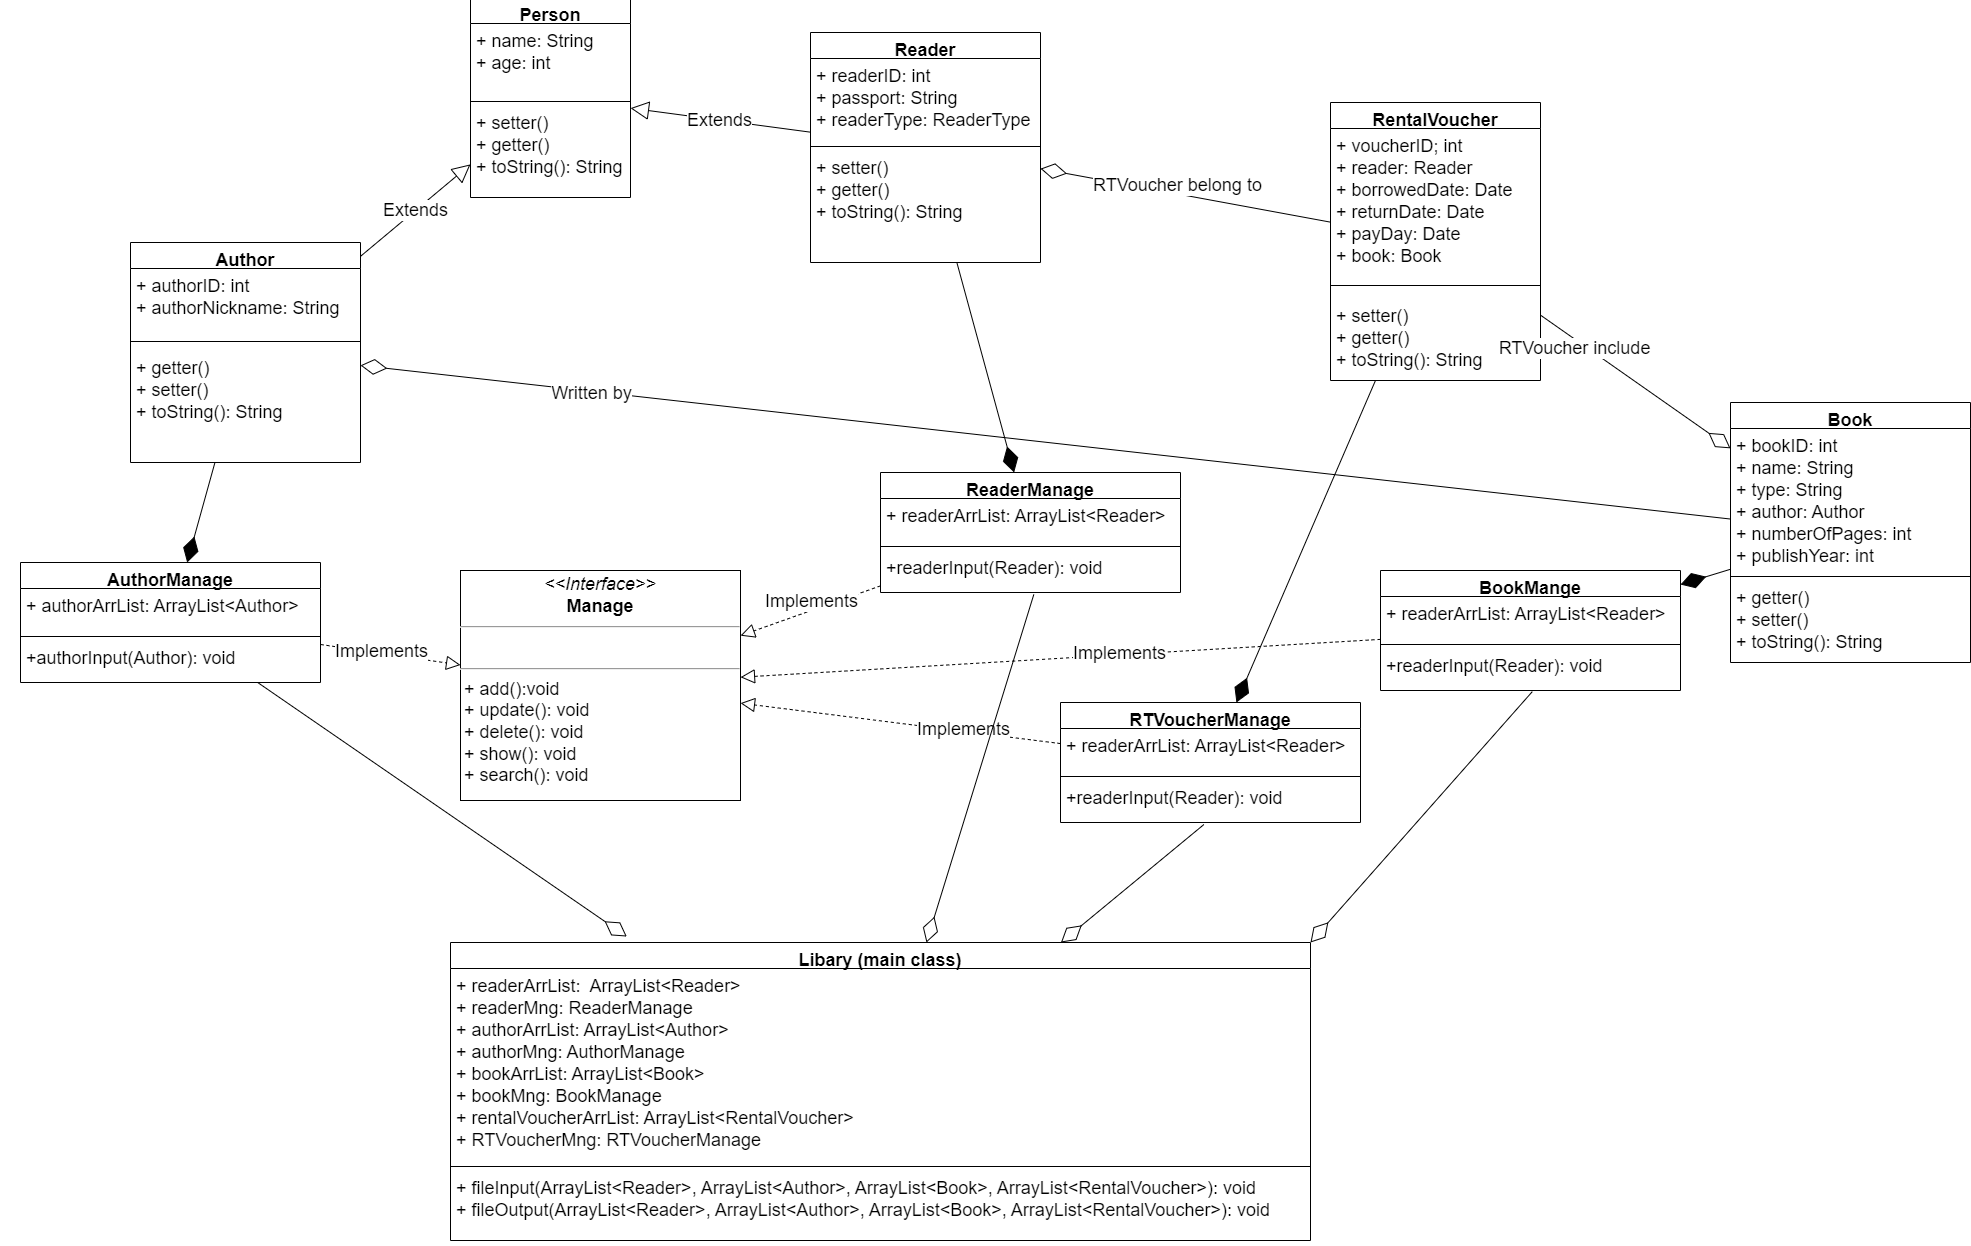 Person
+ name: String
+ age: int
+ setter()
+ getter()
+ toString(): String
Extends
Reader
+ readerID: int
+ passport: String
+ readerType: ReaderType
+ setter()
+ getter()
+ toString(): String
RTVoucher belong to
RentalVoucher
+ voucherID; int
+ reader: Reader
+ borrowedDate: Date
+ returnDate: Date
+ payDay: Date
+ book: Book
+ setter()
+ getter()
+ toString(): String
RTVoucher include
Extends
Author
+ authorID: int
+ authorNickname: String
+ getter()
+ setter()
+ toString(): String
Written by
Book
+ bookID: int
+ name: String
+ type: String
+ author: Author
+ numberOfPages: int
+ publishYear: int
+ getter()
+ setter()
+ toString(): String
AuthorManage
+ authorArrList: ArrayList<Author>
+authorInput(Author): void
Implements
<<Interface>>
Manage
+ add():void
+ update(): void
+ delete(): void
+ show(): void
+ search(): void
Implements
ReaderManage
+ readerArrList: ArrayList<Reader>
+readerInput(Reader): void
Implements
BookMange
+ readerArrList: ArrayList<Reader>
+readerInput(Reader): void
Implements
RTVoucherManage
+ readerArrList: ArrayList<Reader>
+readerInput(Reader): void
Libary (main class)
+ readerArrList:  ArrayList<Reader>
+ readerMng: ReaderManage
+ authorArrList: ArrayList<Author>
+ authorMng: AuthorManage
+ bookArrList: ArrayList<Book>
+ bookMng: BookManage
+ rentalVoucherArrList: ArrayList<RentalVoucher>
+ RTVoucherMng: RTVoucherManage
+ fileInput(ArrayList<Reader>, ArrayList<Author>, ArrayList<Book>, ArrayList<RentalVoucher>): void
+ fileOutput(ArrayList<Reader>, ArrayList<Author>, ArrayList<Book>, ArrayList<RentalVoucher>): void